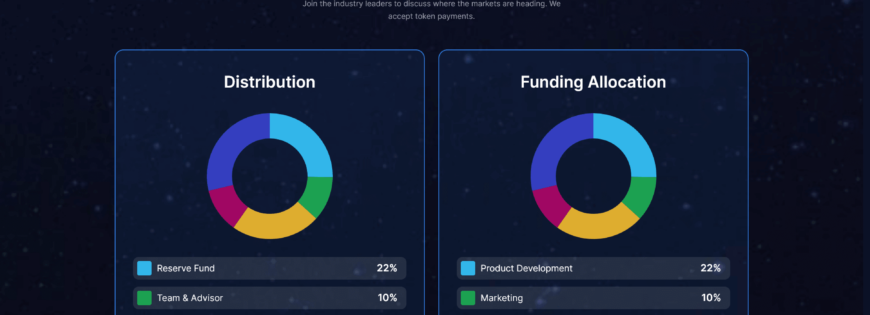 Join the industry leaders to discuss where the markets are heading. We
accept token payments.
Distribution
Funding Allocation
Reserve Fund 22%
Team & Advisor 10%
Product Development 22%
Marketing 10%